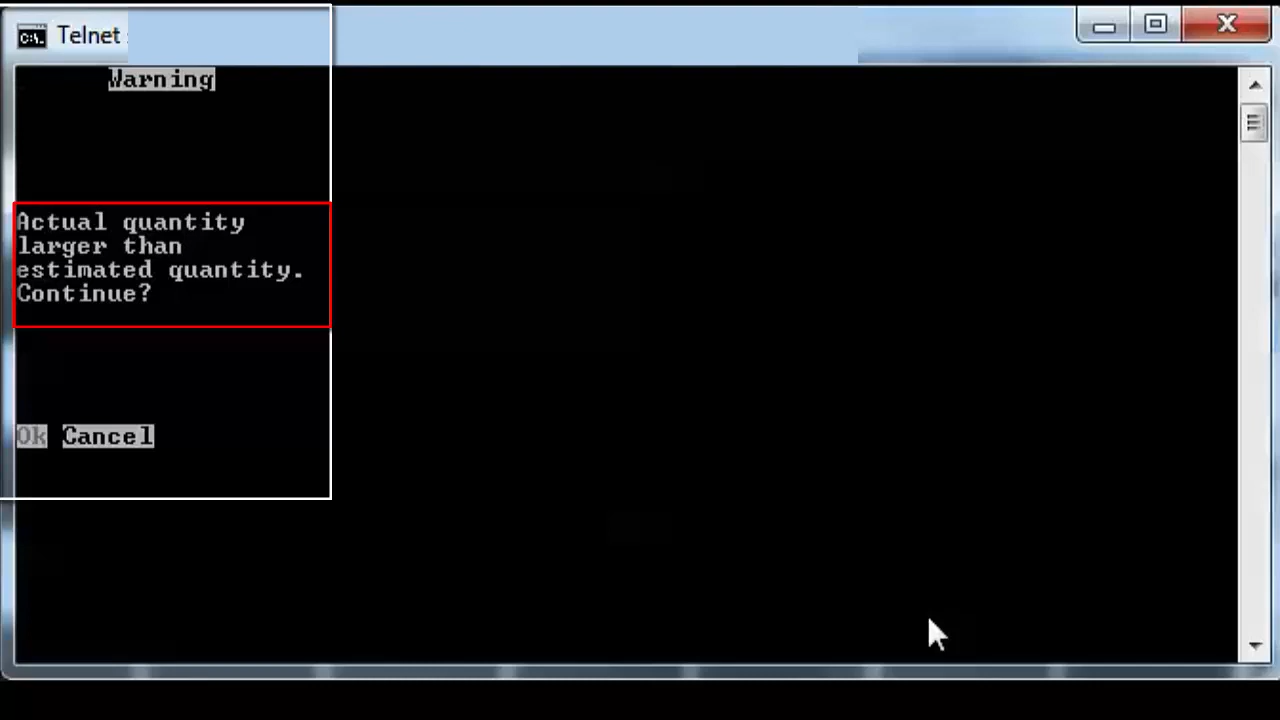 Telnet
Warning
Actual quantity
larger than
estimated quantity.
Continue?
Ok Cancel